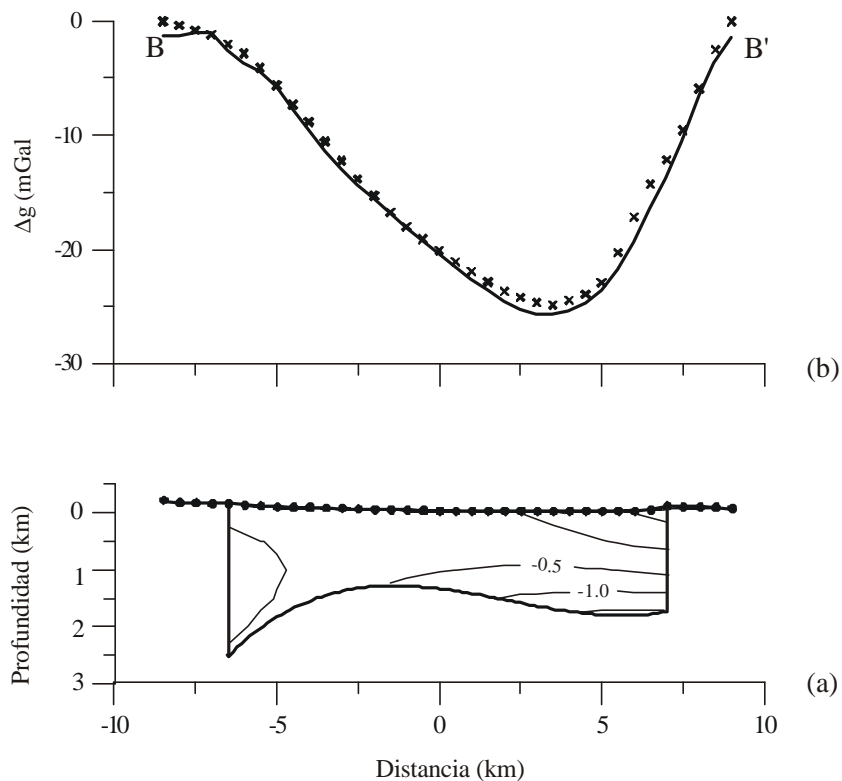 0
B
B'
-10
Δg (mGal
-20
-30
(b)
0
-0.5
1
-1.0
2
Profundidad (km)
3
(a)
-10
-5
0
5
10
Distancia (km)